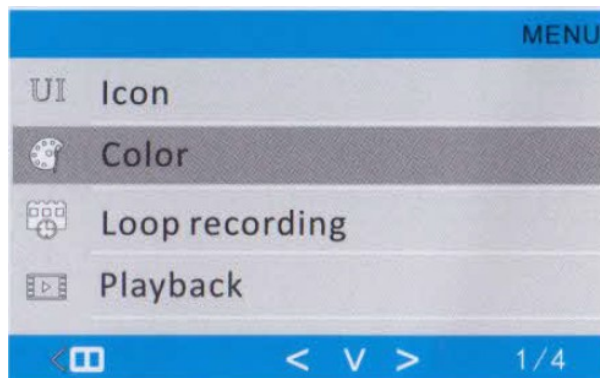 MENU
UI Icon
Color
Loop recording
Playback
< V > 1/4